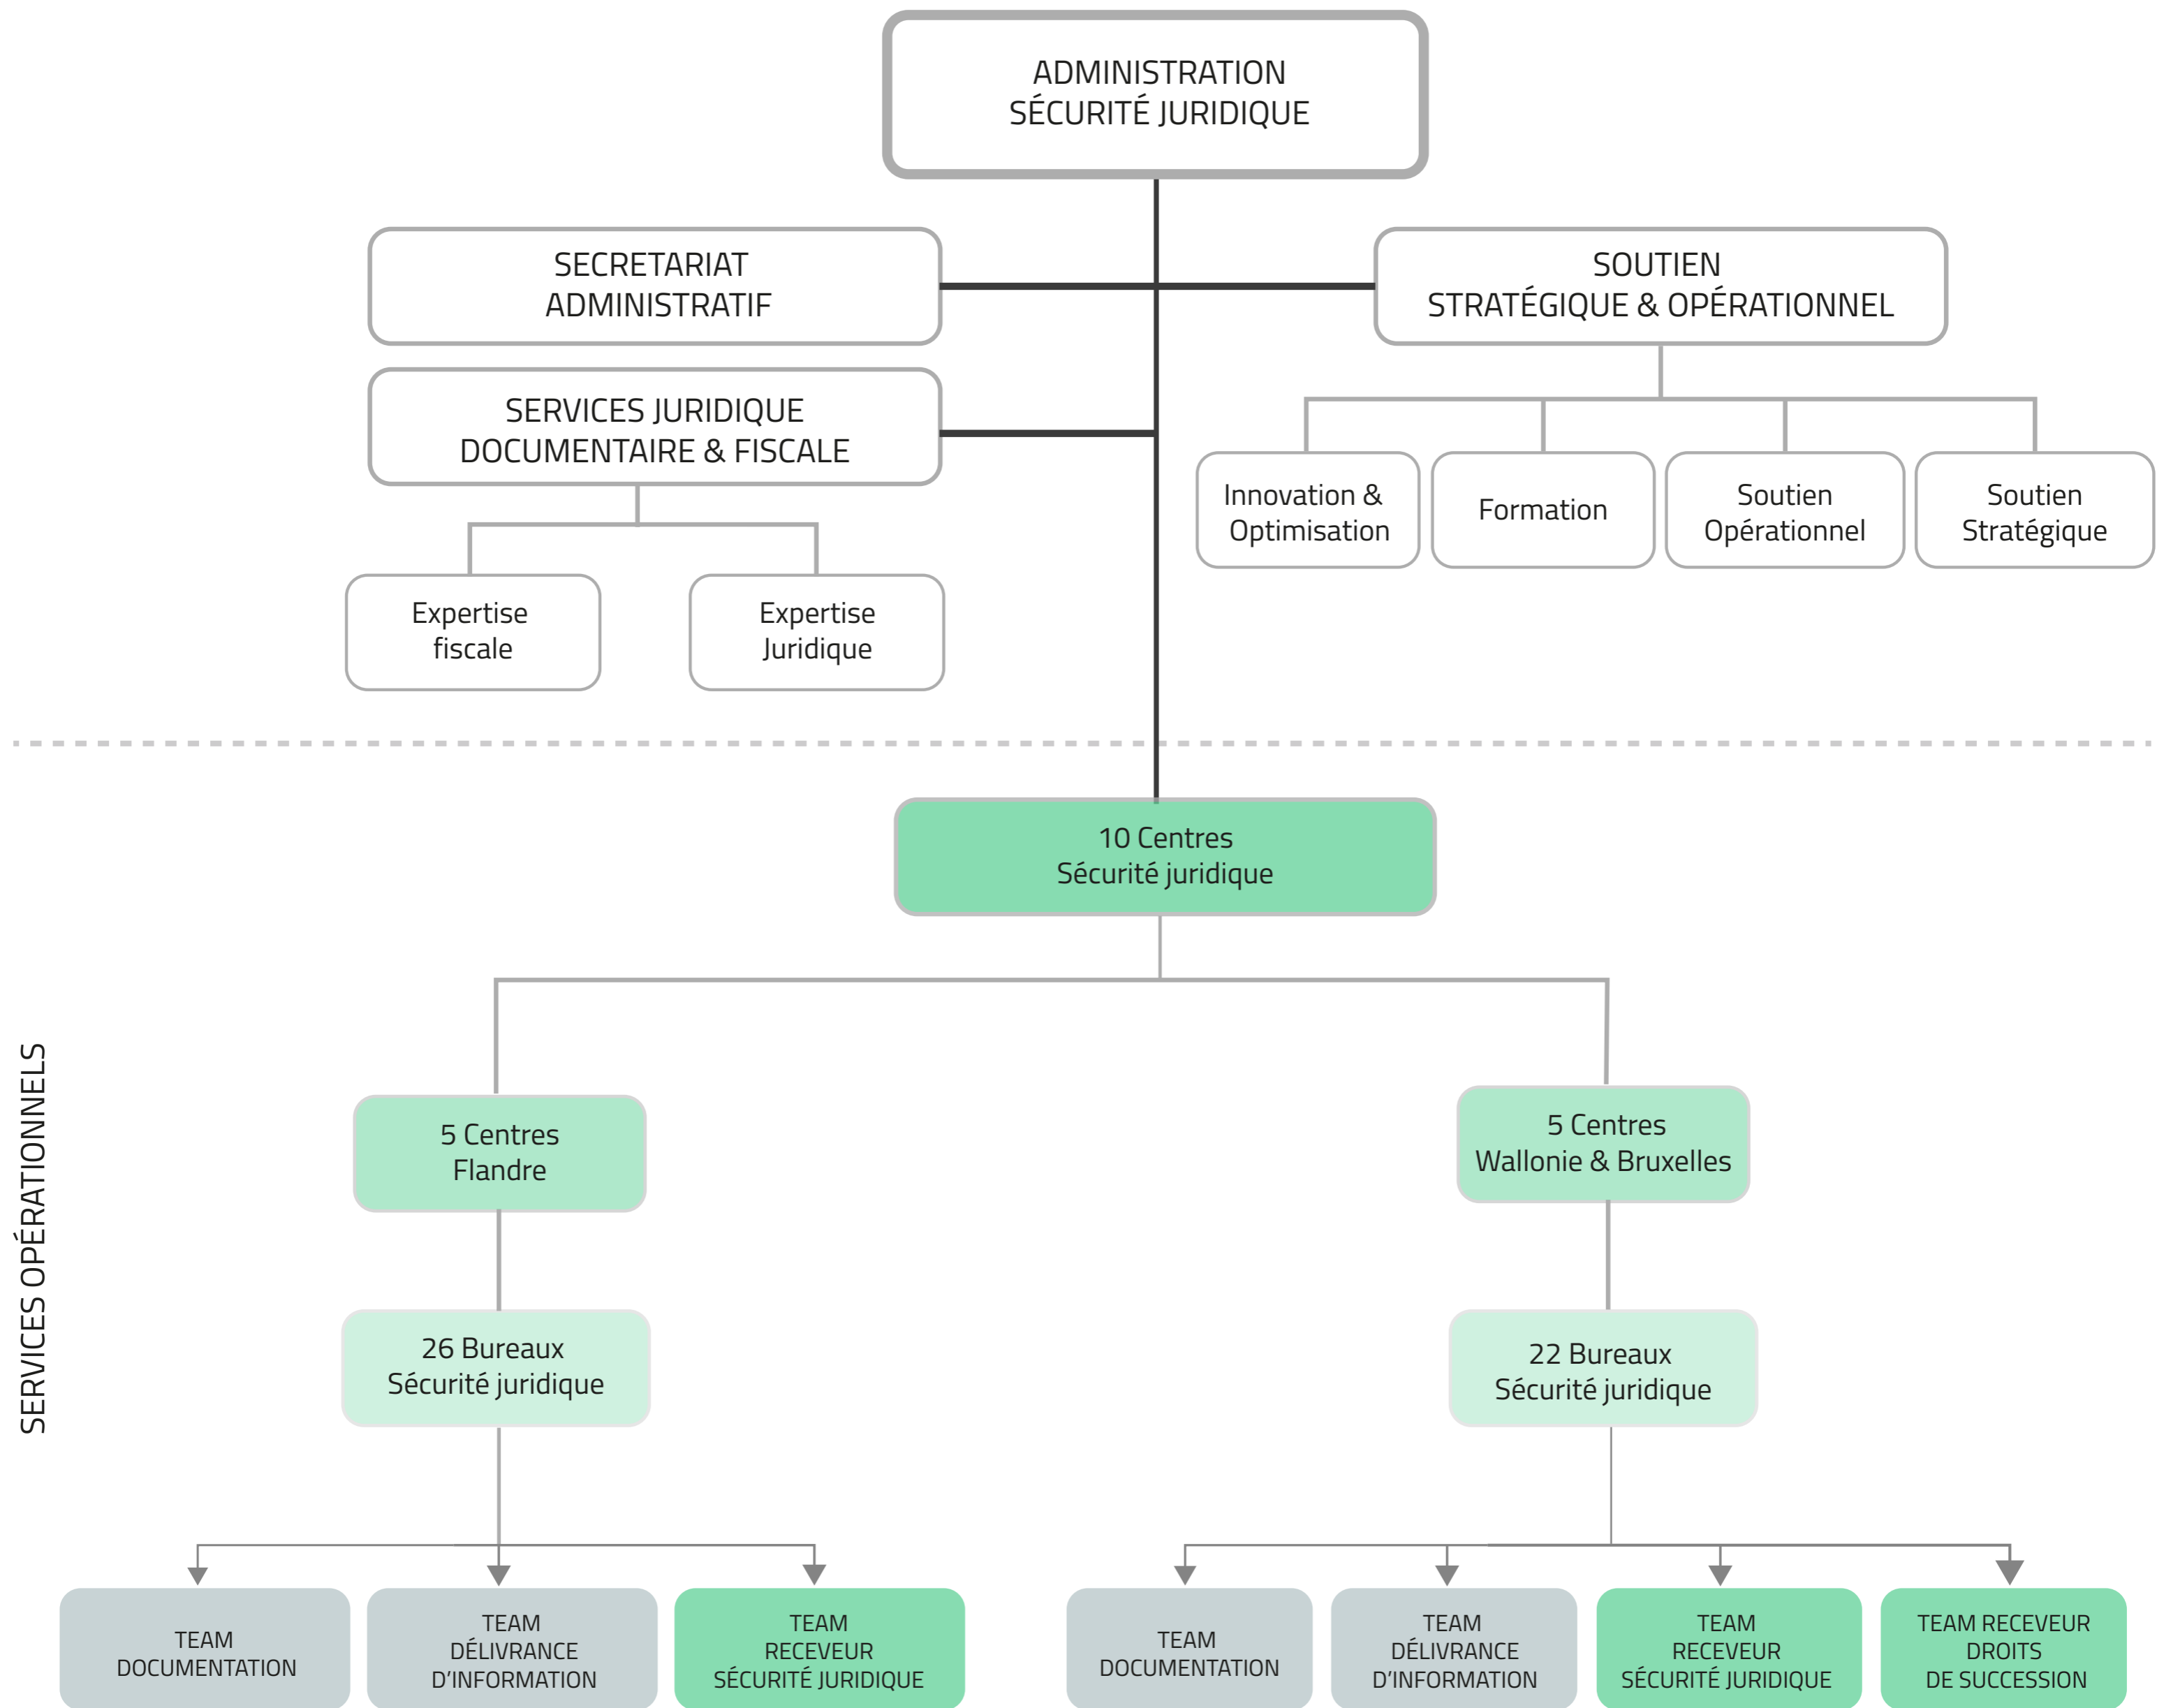 ADMINISTRATION
SÉCURITÉ JURIDIQUE
SECRETARIAT
ADMINISTRATIF
SOUTIEN
STRATÉGIQUE & OPÉRATIONNEL
SERVICES JURIDIQUE
DOCUMENTAIRE & FISCALE
Innovation &
Optimisation
Formation
Soutien
Opérationnel
Soutien
Stratégique
Expertise
fiscale
Expertise
Juridique
10 Centres
Sécurité juridique
SERVICES OPÉRATIONNELS
5 Centres
Flandre
5 Centres
Wallonie & Bruxelles
26 Bureaux
Sécurité juridique
22 Bureaux
Sécurité juridique
TEAM
DOCUMENTATION
TEAM
DÉLIVRANCE
D’INFORMATION
TEAM
RECEVEUR
SÉCURITÉ JURIDIQUE
TEAM
DOCUMENTATION
TEAM
DÉLIVRANCE
D’INFORMATION
TEAM
RECEVEUR
SÉCURITÉ JURIDIQUE
TEAM RECEVEUR
DROITS
DE SUCCESSION